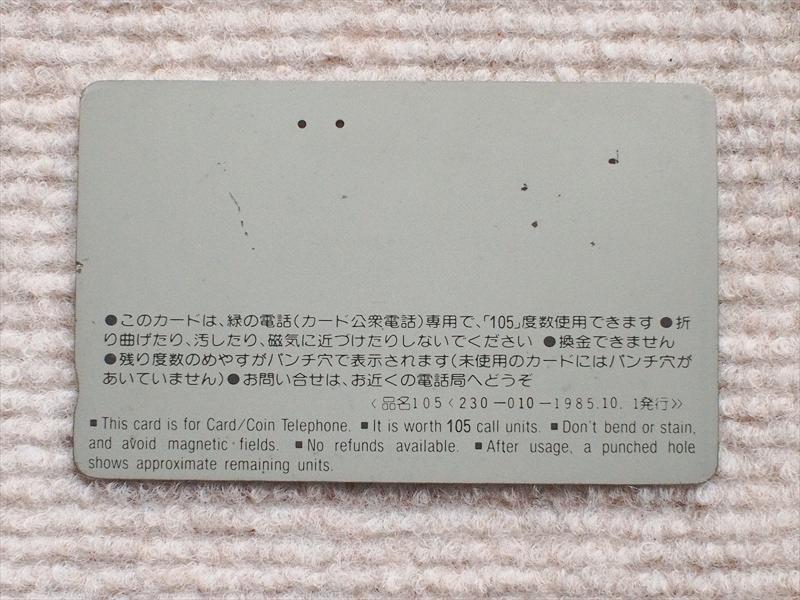 ●このカードは、緑の電話(カード公衆電話)専用で、「105」度数使用できます ●折
り曲げたり、汚したり、磁気に近づけたりしないでください ●換金できません
●残り度数のめやすがパンチ穴で表示されます(未使用のカードにはパンチ穴が
あいていません)●お問い合せは、お近くの電話局へどうぞ
〈品名105〈230−010−1985.10. 1発行》〉
■This card is for Card/Coin Telephone. ■It is worth 105 call units. ■Don't bend or stain,
and avoid magnetic fields. ■No refunds available. ■After usage, a punched hole
shows approximate remaining units.